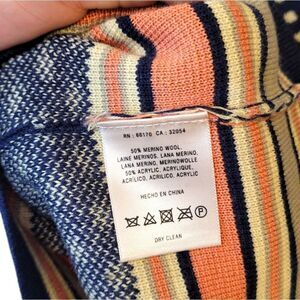 RN: 66170 CA: 32054
50% MERINO WOOL,
LAINE MERINOS, LANA MERINO,
LANA MERINO, MERINOWOLLE
50% ACRYLIC, ACRYLIQUE,
ACRILICO, ACRILICO, ACRYL
HECHO EN CHINA
P
DRY CLEAN